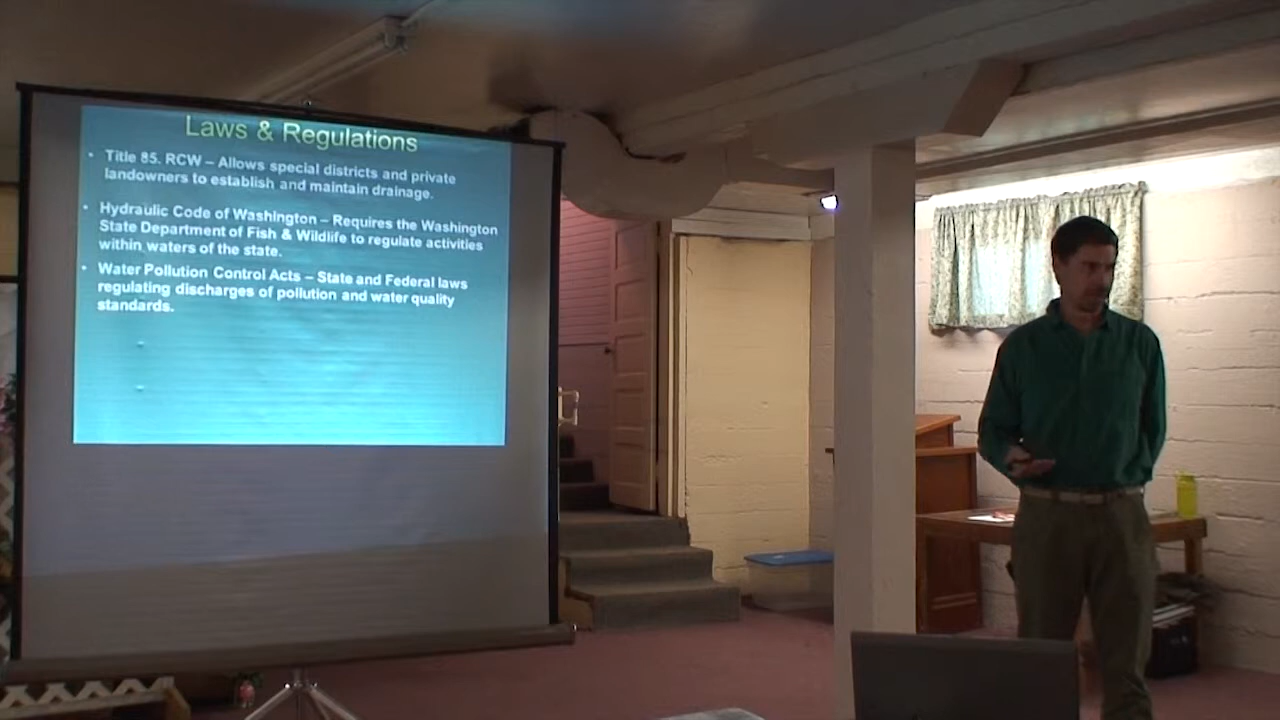 Laws & Regulations
• Title 85. RCW – Allows special districts and private
landowners to establish and maintain drainage.
• Hydraulic Code of Washington – Requires the Washington
State Department of Fish & Wildlife to regulate activities
within waters of the state.
• Water Pollution Control Acts – State and Federal laws
regulating discharges of pollution and water quality
standards.